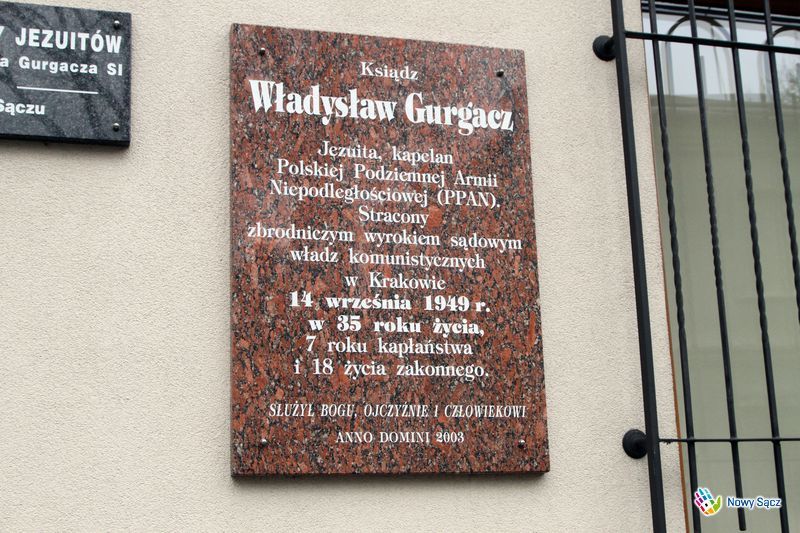 Y JEZUITÓW
a Gurgacza SI
Sączu
Ksiądz
Władysław Gurgacz
Jezuita, kapelan
Polskiej Podziemnej Armii
Niepodległościowej (PPAN).
Stracony
zbrodniczym wyrokiem sądowym
władz komunistycznych
w Krakowie
14 września 1949 r.
w 35 roku życia,
7 roku kapłaństwa
i 18 życia zakonnego.
SŁUŻYŁ BOGU, OJCZYŹNIE I CZŁOWIEKOWI
ANNO DOMINI 2003
Nowy Sącz